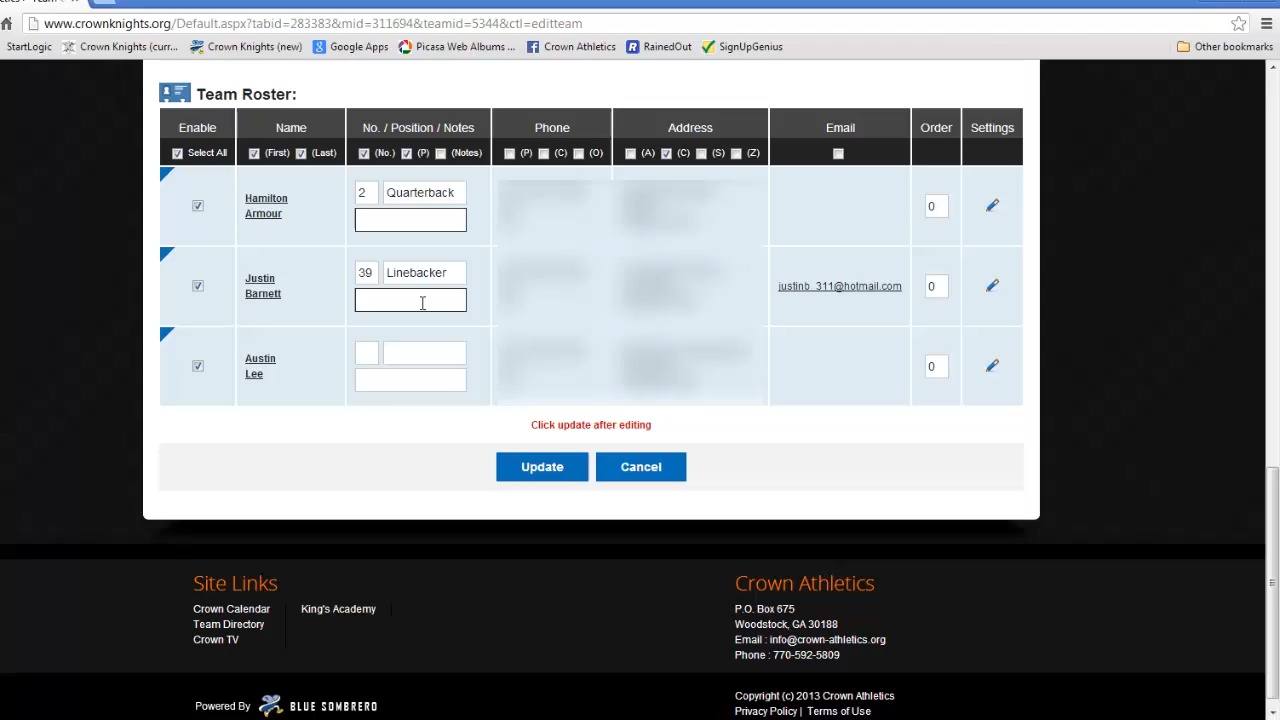 www.crownknights.org/Default.aspx?tabid=283383&mid=311694&teamid=5344&ctl=editteam
StartLogic Crown Knights (curr... Crown Knights (new) Google Apps Picasa Web Albums ... Crown Athletics RainedOut SignUpGenius Other bookmarks
Team Roster:
Enable Name No. / Position / Notes Phone Address Email Order Settings
Select All (First) (Last) (No.) (P) (Notes) (P) (C) (O) (A) (C) (S) (Z)
Hamilton
Armour
2 Quarterback
0
Justin
Barnett
39 Linebacker
justinb_311@hotmail.com
0
Austin
Lee
0
Click update after editing
Update Cancel
Site Links
Crown Calendar King's Academy
Team Directory
Crown TV
Crown Athletics
P.O. Box 675
Woodstock, GA 30188
Email : info@crown-athletics.org
Phone : 770-592-5809
Powered By BLUE SOMBRERO
Copyright (c) 2013 Crown Athletics
Privacy Policy | Terms of Use